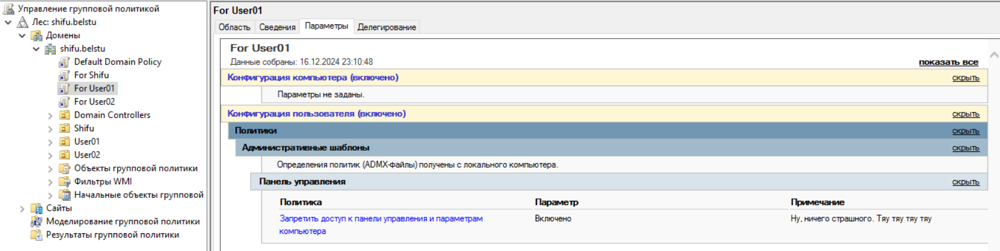 Управление групповой политикой
Лес: shifu.belstu
Домены
shifu.belstu
Default Domain Policy
For Shifu
For User01
For User02
Domain Controllers
Shifu
User01
User02
Объекты групповой политики
Фильтры WMI
Начальные объекты групповой
Сайты
Моделирование групповой политики
Результаты групповой политики
For User01
Область Сведения Параметры Делегирование
For User01
Данные собраны: 16.12.2024 23:10:48
показать все
Конфигурация компьютера (включено) скрыть
Параметры не заданы.
Конфигурация пользователя (включено) скрыть
Политики скрыть
Административные шаблоны скрыть
Определения политик (ADMX-файлы) получены с локального компьютера.
Панель управления скрыть
Политика Параметр Примечание
Запретить доступ к панели управления и параметрам Включено Ну, ничего страшного. Тяу тяу тяу тяу
компьютера